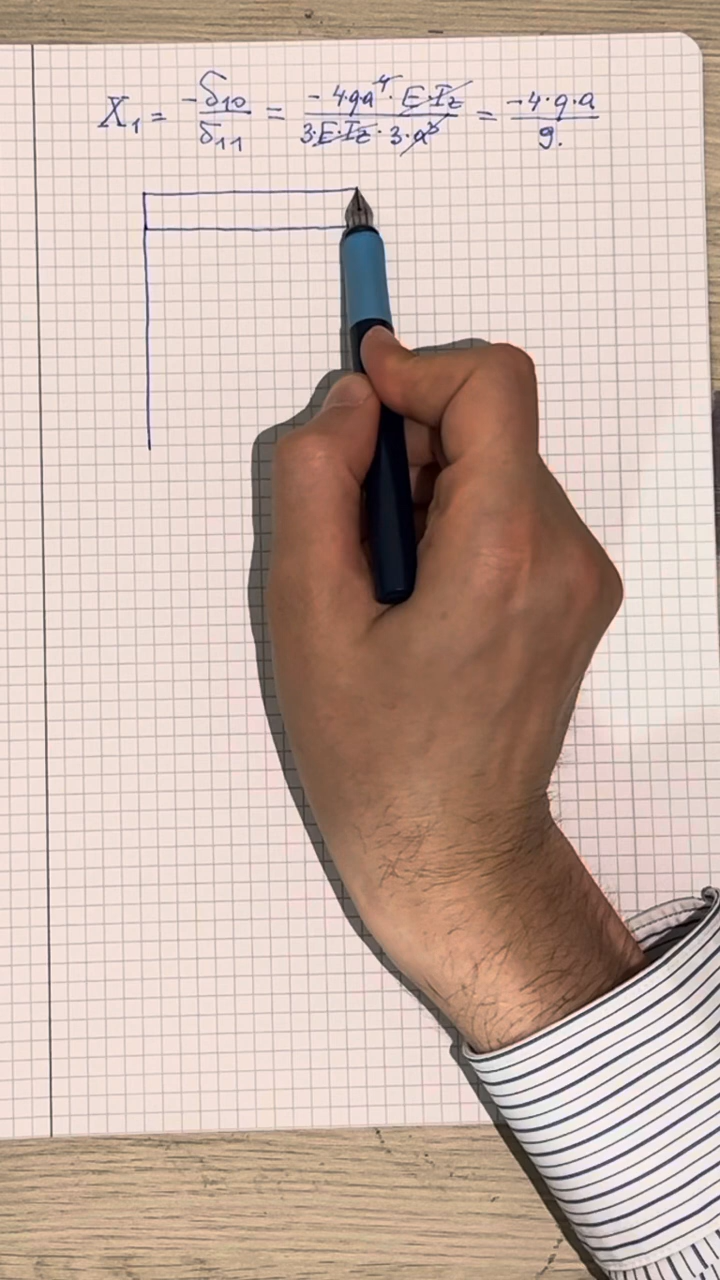 X₁ = -δ₁₀/δ₁₁ = -4·q·a⁴·E·I_z/3·E·I_z·3·a³ = -4·q·a/9.